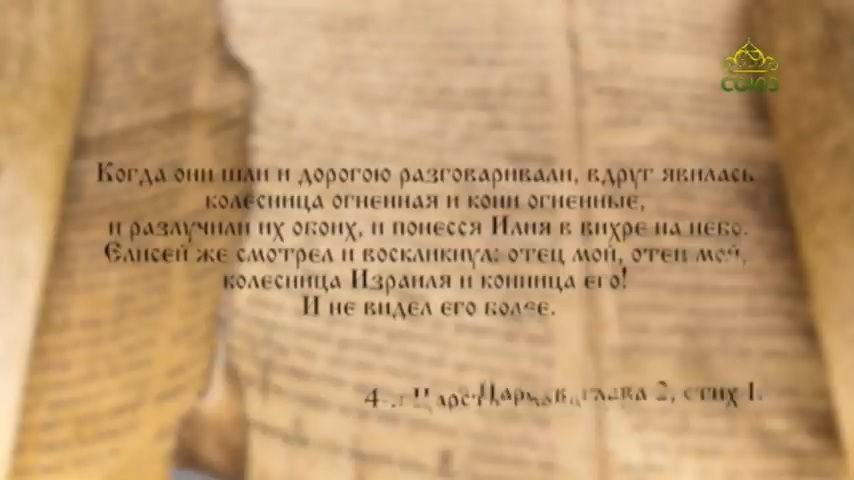 СОЮЗ
Когда они шли и дорогою разговаривали, вдруг явилась
колесница огненная и кони огненные,
и разлучили их обоих, и понесся Илия в вихре на небо.
Елисей же смотрел и воскликнул: отец мой, отец мой,
колесница Израиля и конница его!
И не видел его более.
глава 2, стих 1.